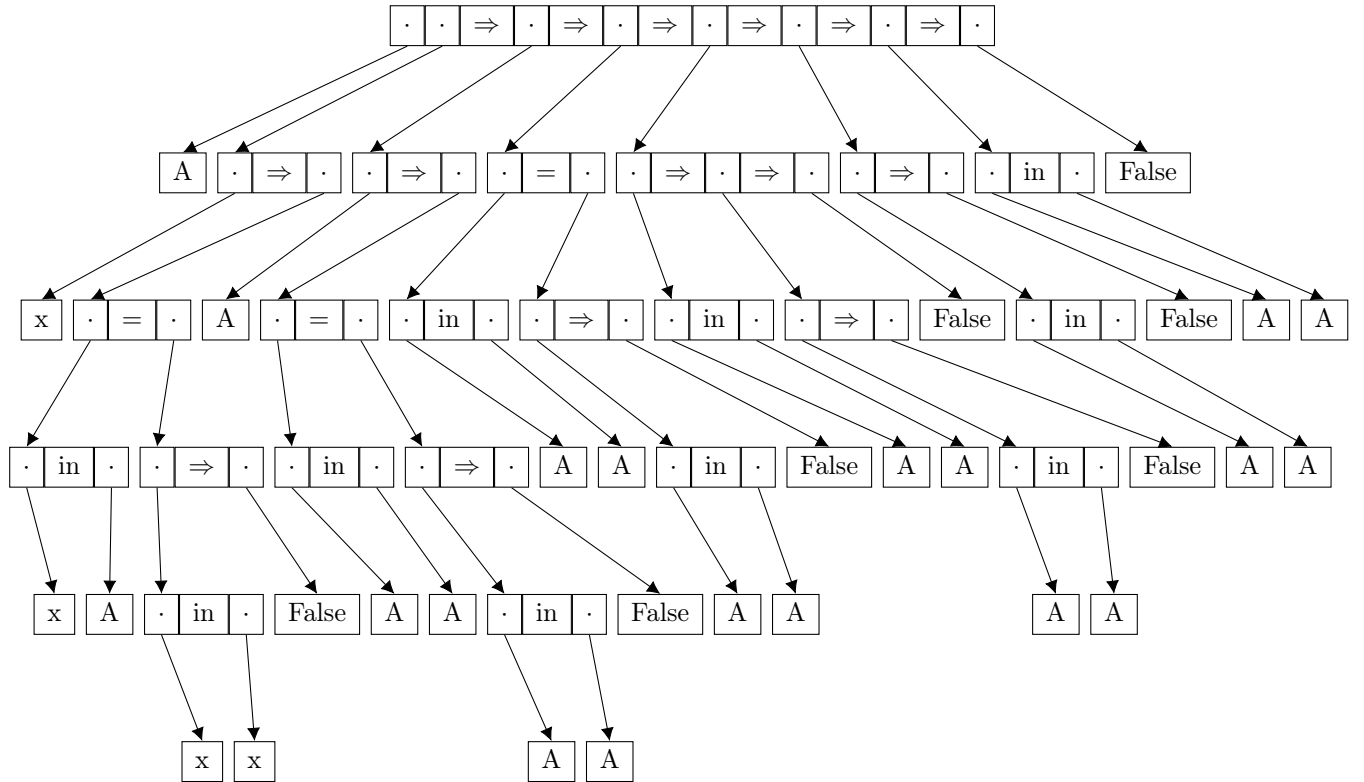 · · ⇒ · ⇒ · ⇒ · ⇒ · ⇒ · ⇒ ·
A · ⇒ · · ⇒ · · = · · ⇒ · ⇒ · · ⇒ · · in · False
x · = · A · = · · in · · ⇒ · · in · · ⇒ · False · in · False A A
· in · · ⇒ · · in · · ⇒ · A A · in · False A A · in · False A A
x A · in · False A A · in · False A A A A
x x A A